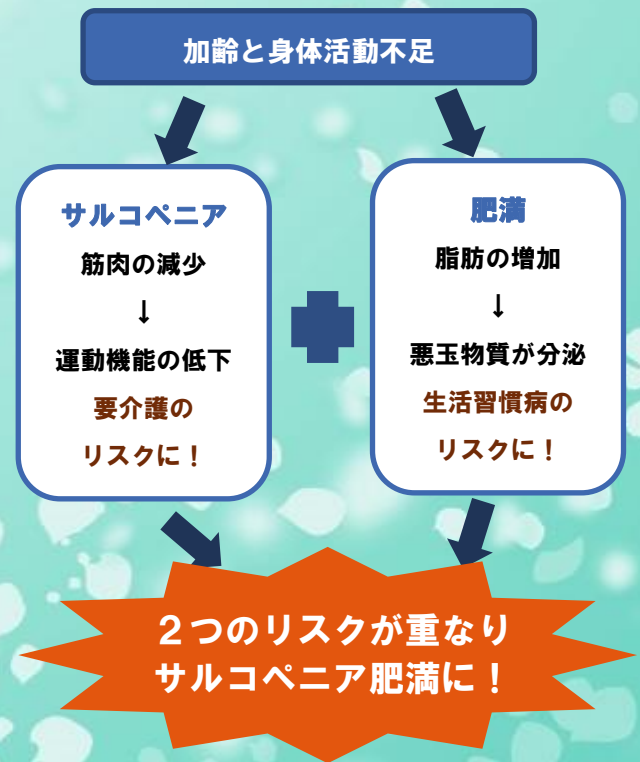 加齢と身体活動不足
サルコペニア
筋肉の減少
↓
運動機能の低下
要介護の
リスクに！
肥満
脂肪の増加
↓
悪玉物質が分泌
生活習慣病の
リスクに！
２つのリスクが重なり
サルコペニア肥満に！